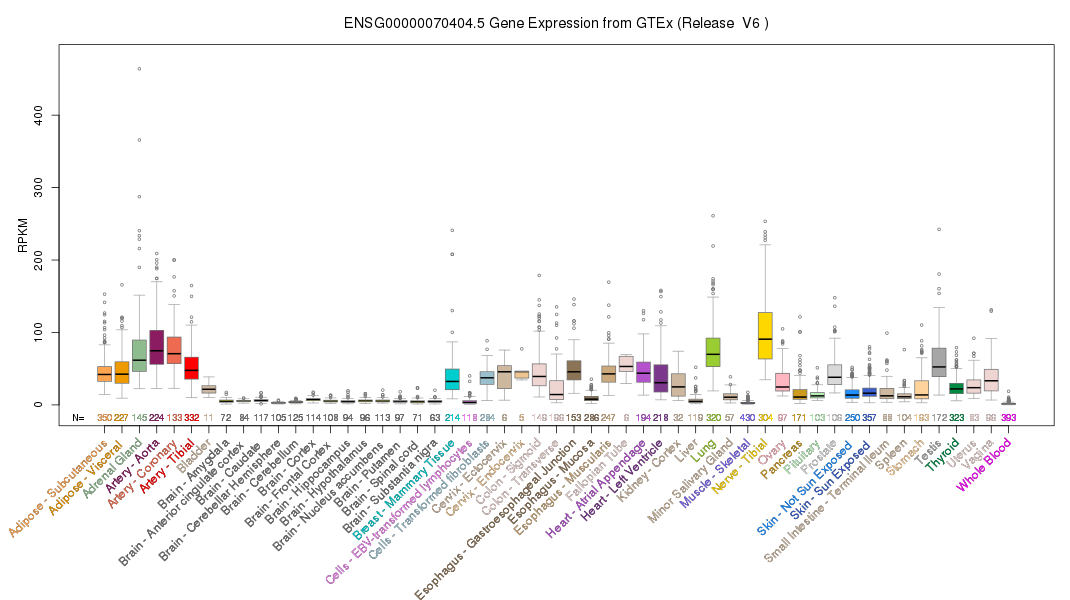 ENSG00000070404.5 Gene Expression from GTEx (Release V6 )
400
300
200
100
0
RPKM
N= 350 227 145 224 133 332 11 72 84 117 105 125 114 108 94 96 113 97 71 63 214 118 284 6 5 149 196 153 286 247 6 194 218 32 119 320 57 430 304 97 171 103 106 250 357 88 104 193 172 323 83 96 393
Adipose - Subcutaneous
Adipose - Visceral
Adrenal Gland
Artery - Aorta
Artery - Coronary
Artery - Tibial
Bladder
Brain - Amygdala
Brain - Anterior cingulate cortex
Brain - Caudate
Brain - Cerebellar Hemisphere
Brain - Cerebellum
Brain - Cortex
Brain - Frontal Cortex
Brain - Hippocampus
Brain - Hypothalamus
Brain - Nucleus accumbens
Brain - Putamen
Brain - Spinal cord
Brain - Substantia nigra
Breast - Mammary Tissue
Cells - EBV-transformed lymphocytes
Cells - Transformed fibroblasts
Cervix - Ectocervix
Cervix - Endocervix
Colon - Sigmoid
Colon - Transverse
Esophagus - Gastroesophageal Junction
Esophagus - Mucosa
Esophagus - Muscularis
Fallopian Tube
Heart - Atrial Appendage
Heart - Left Ventricle
Kidney - Cortex
Liver
Lung
Minor Salivary Gland
Muscle - Skeletal
Nerve - Tibial
Ovary
Pancreas
Pituitary
Prostate
Skin - Not Sun Exposed
Skin - Sun Exposed
Small Intestine - Terminal Ileum
Spleen
Stomach
Testis
Thyroid
Uterus
Vagina
Whole Blood